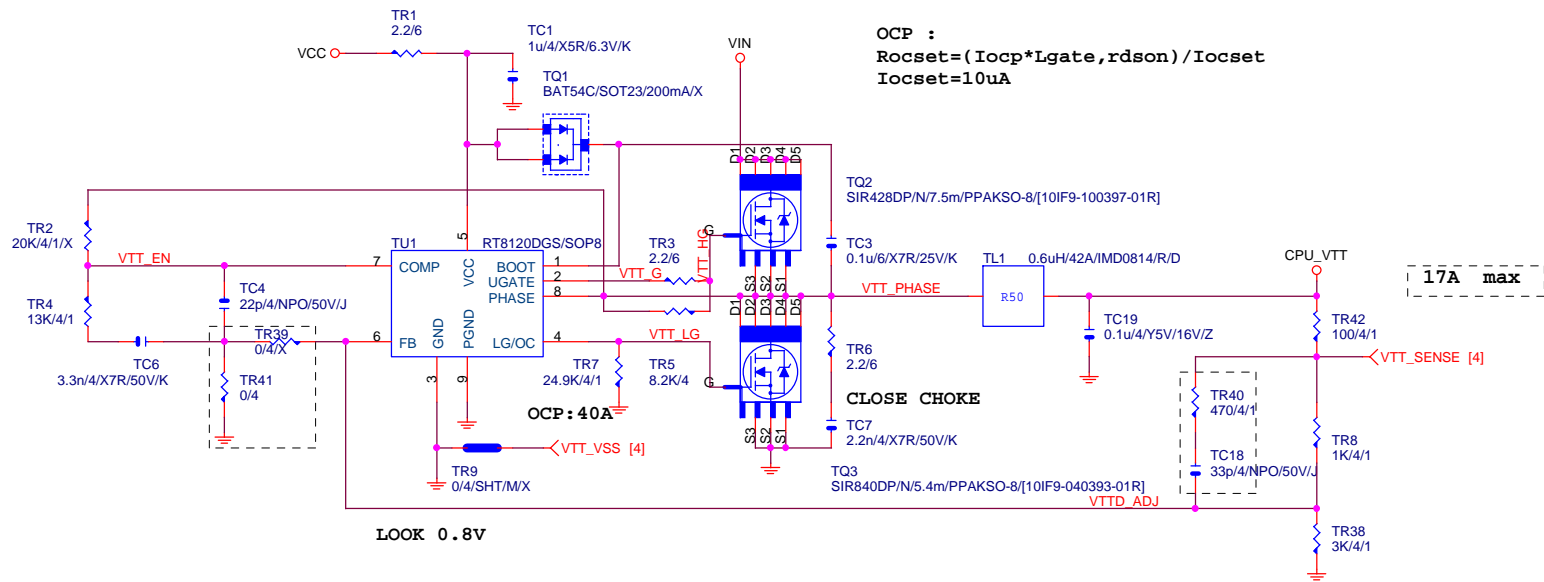 TR1
2.2/6
TC1
1u/4/X5R/6.3V/K
VCC
VIN
OCP :
Rocset=(Iocp*Lgate,rdson)/Iocset
Iocset=10uA
TQ1
BAT54C/SOT23/200mA/X
D1
D2
D3
D4
D5
TQ2
SIR428DP/N/7.5m/PPAKSO-8/[10IF9-100397-01R]
G
S3
S2
S1
TR2
20K/4/1/X
VTT_EN
TU1
RT8120DGS/SOP8
5
VCC
7
COMP
BOOT
1
UGATE
2
PHASE
8
6
FB
GND
PGND
LG/OC
4
3
9
TR3
2.2/6
VTT_G
VTT_HG
TC3
0.1u/6/X7R/25V/K
VTT_PHASE
TL1
0.6uH/42A/IMD0814/R/D
R50
CPU_VTT
17A max
TR4
13K/4/1
TC4
22p/4/NPO/50V/J
TR39
0/4/X
TC6
3.3n/4/X7R/50V/K
TR41
0/4
VTT_LG
TR7
24.9K/4/1
TR5
8.2K/4
OCP:40A
D1
D2
D3
D4
D5
G
S3
S2
S1
TR6
2.2/6
CLOSE CHOKE
TC7
2.2n/4/X7R/50V/K
TC19
0.1u/4/Y5V/16V/Z
TR42
100/4/1
VTT_SENSE [4]
TR40
470/4/1
TR8
1K/4/1
TC18
33p/4/NPO/50V/J
VTT_VSS [4]
TR9
0/4/SHT/M/X
TQ3
SIR840DP/N/5.4m/PPAKSO-8/[10IF9-040393-01R]
VTTD_ADJ
LOOK 0.8V
TR38
3K/4/1